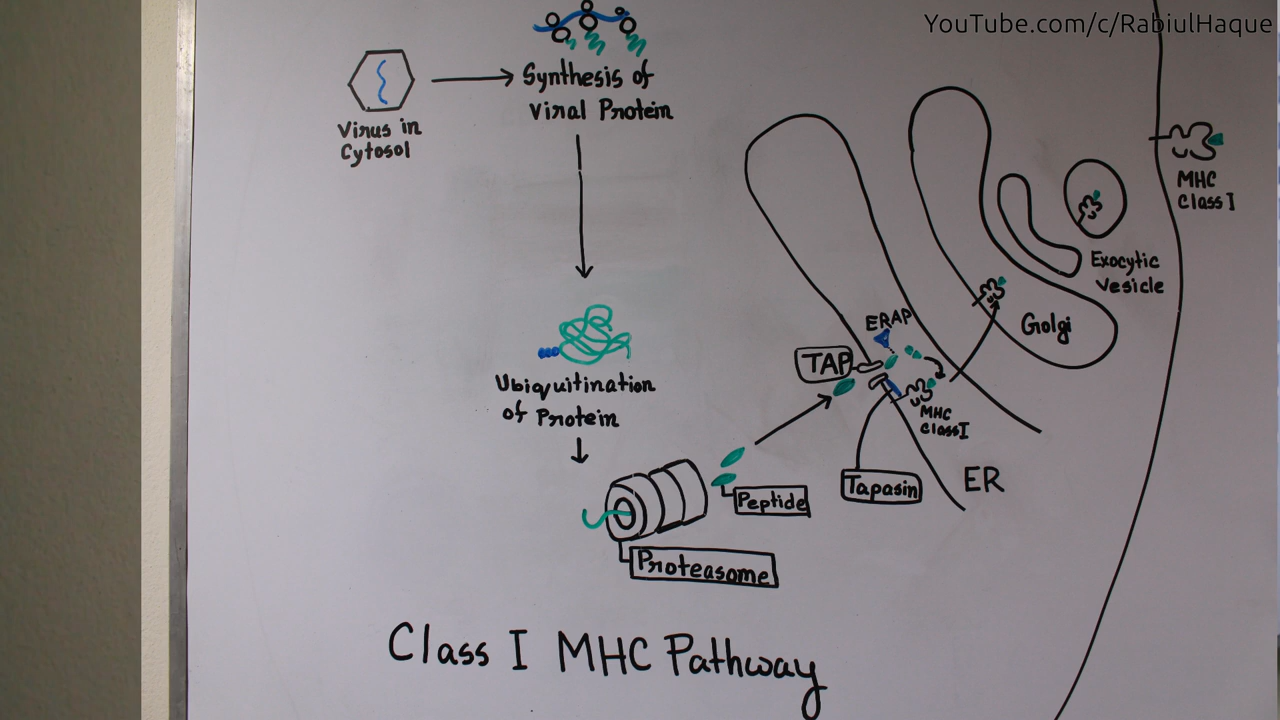 YouTube.com/c/RabiulHaque
Virus in
Cytosol
Synthesis of
Viral Protein
Ubiquitination
of Protein
Proteasome
Peptide
TAP
ERAP
MHC
Class I
Tapasin
ER
Golgi
Exocytic
Vesicle
MHC
Class I
Class I MHC Pathway